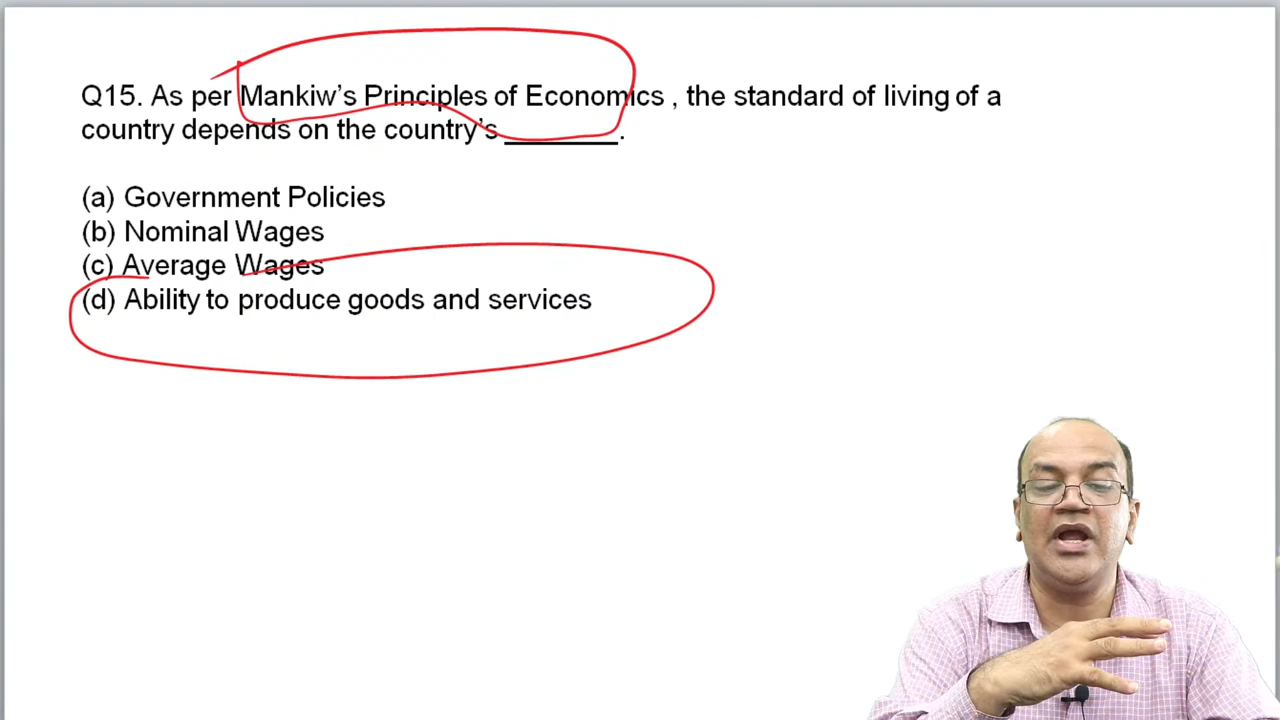 Q15. As per Mankiw’s Principles of Economics , the standard of living of a
country depends on the country’s ________.
(a) Government Policies
(b) Nominal Wages
(c) Average Wages
(d) Ability to produce goods and services